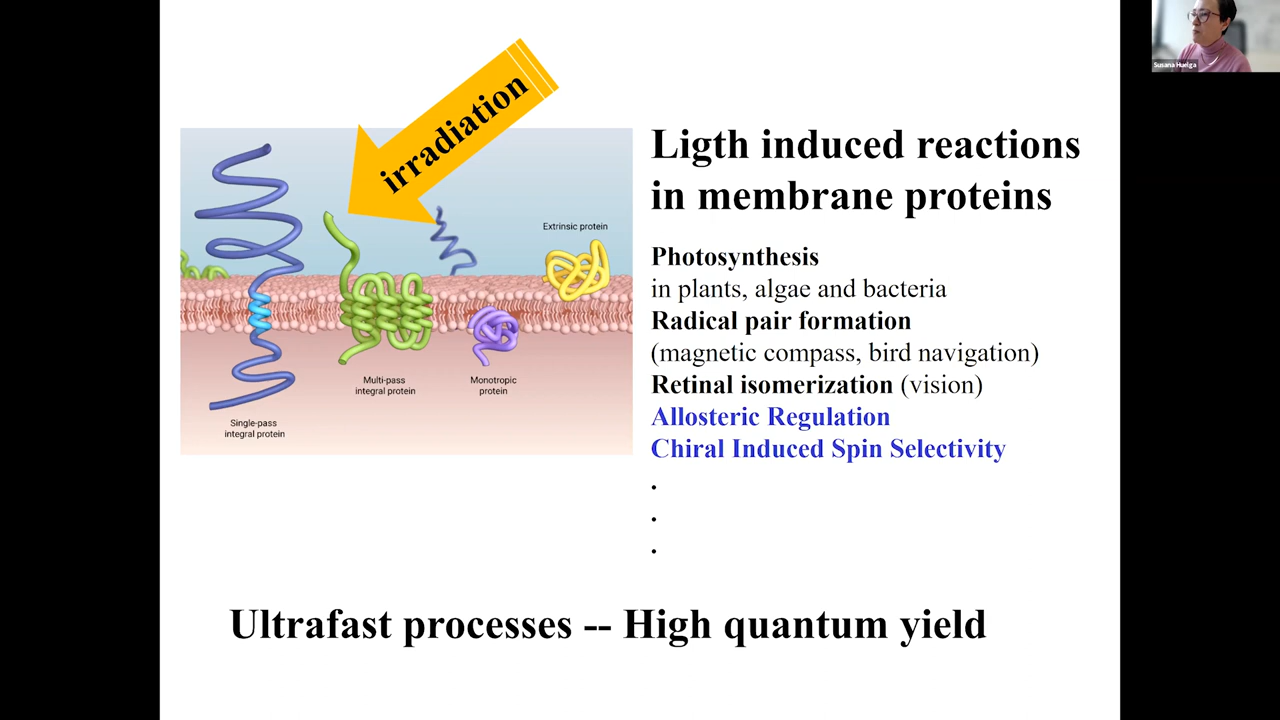 Susana Huelga
irradiation
Ligth induced reactions
in membrane proteins
Extrinsic protein
Multi-pass
integral protein
Monotropic
protein
Single-pass
integral protein
Photosynthesis
in plants, algae and bacteria
Radical pair formation
(magnetic compass, bird navigation)
Retinal isomerization (vision)
Allosteric Regulation
Chiral Induced Spin Selectivity
.
.
.
Ultrafast processes -- High quantum yield